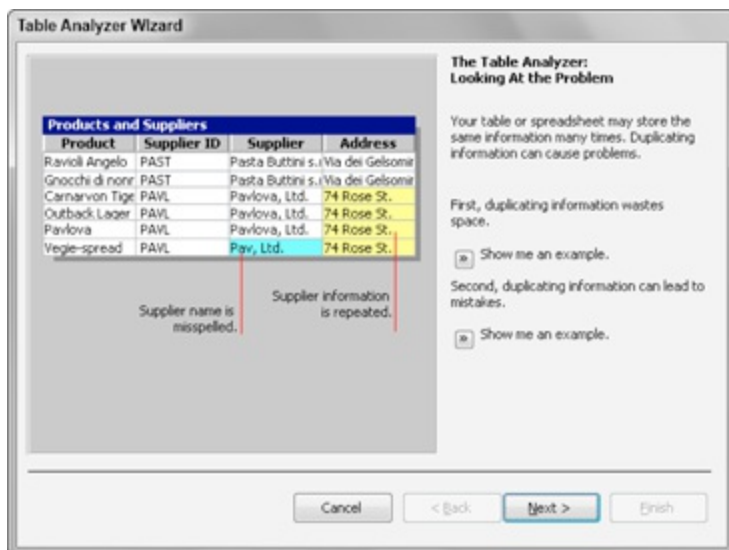 Table Analyzer Wizard
Products and Suppliers
Product Supplier ID Supplier Address
Ravioli Angelo PAST Pasta Buttini s.r Via dei Gelsomir
Gnocchi di nonr PAST Pasta Buttini s.r Via dei Gelsomir
Carnarvon Tige PAVL Pavlova, Ltd. 74 Rose St.
Outback Lager PAVL Pavlova, Ltd. 74 Rose St.
Pavlova PAVL Pavlova, Ltd. 74 Rose St.
Vegie-spread PAVL Pav, Ltd. 74 Rose St.
Supplier name is
misspelled.
Supplier information
is repeated.
The Table Analyzer:
Looking At the Problem
Your table or spreadsheet may store the
same information many times. Duplicating
information can cause problems.
First, duplicating information wastes
space.
» Show me an example.
Second, duplicating information can lead to
mistakes.
» Show me an example.
Cancel < Back Next > Finish